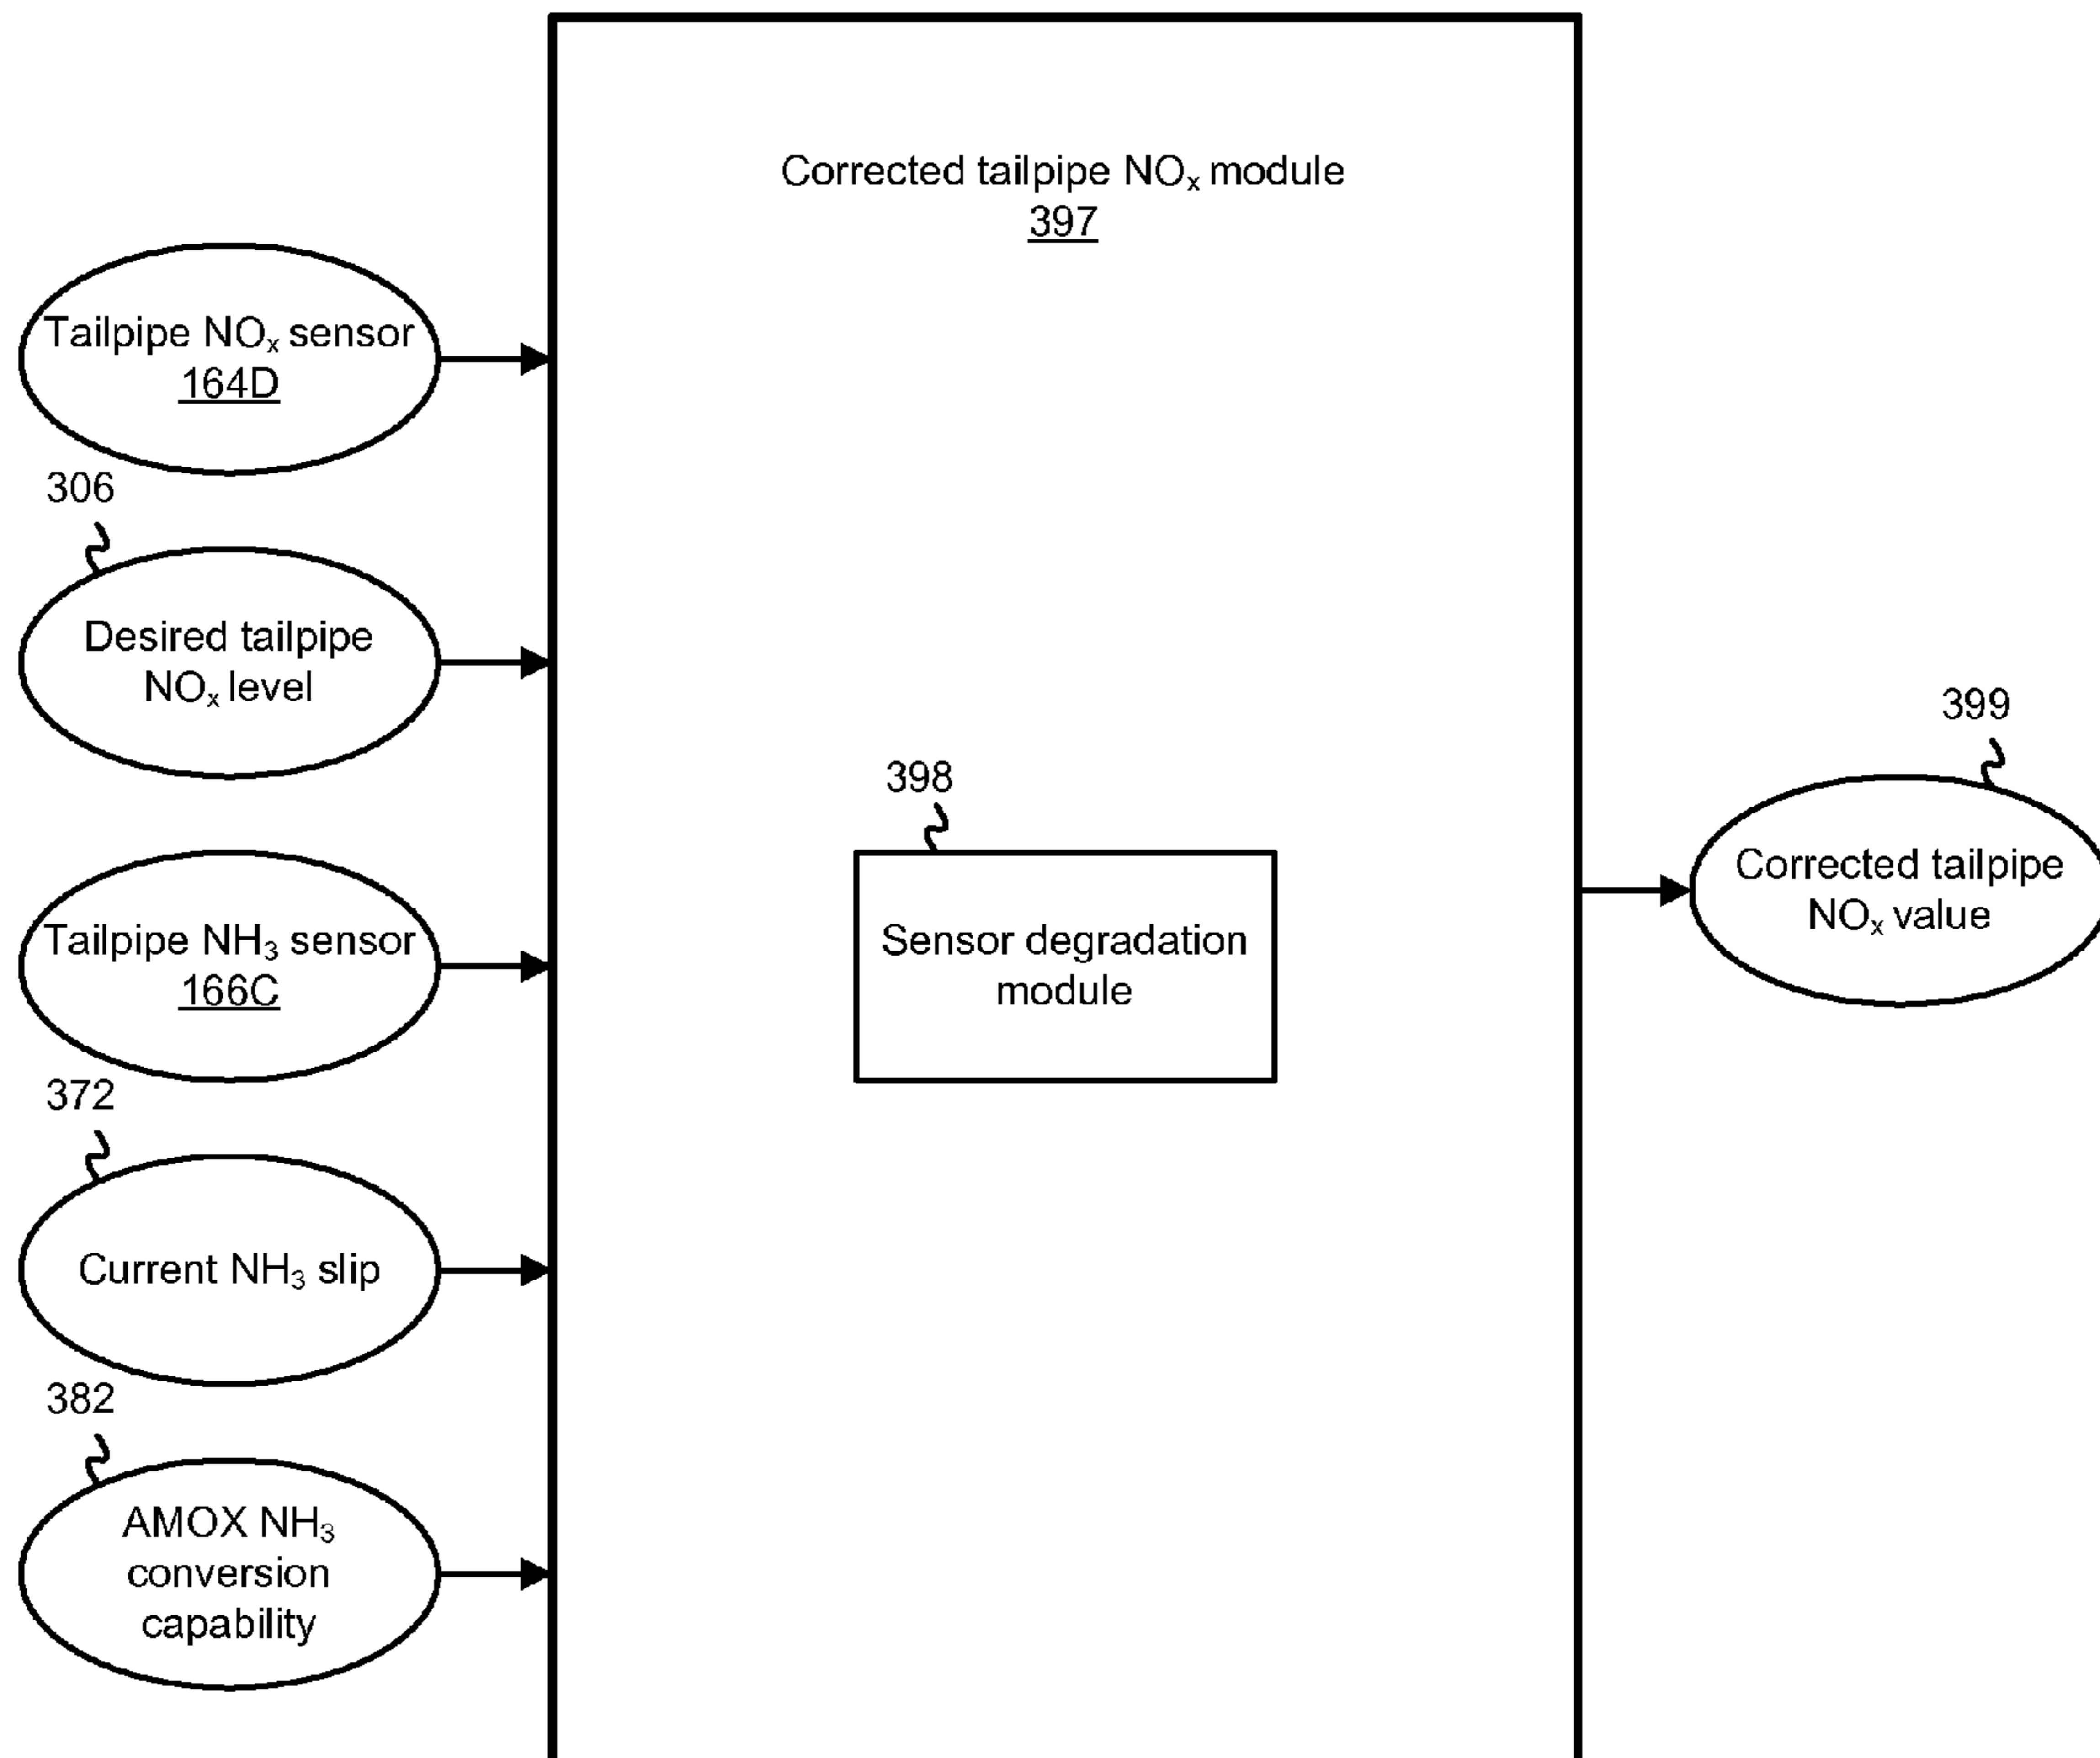 Corrected tailpipe NOx module
397
Tailpipe NOx sensor
164D
306
Desired tailpipe
NOx level
Tailpipe NH3 sensor
166C
372
Current NH3 slip
382
AMOX NH3
conversion
capability
398
Sensor degradation
module
399
Corrected tailpipe
NOx value